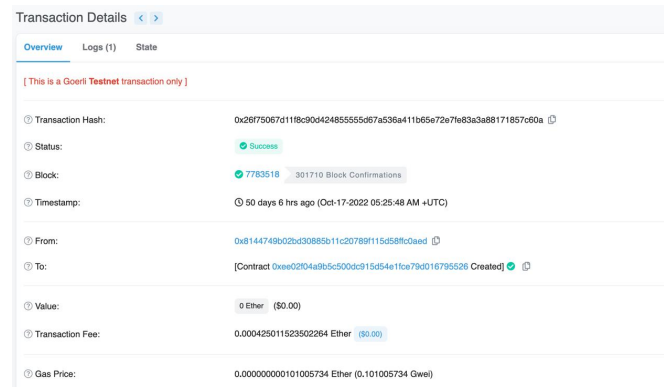 Transaction Details
Overview Logs (1) State
[ This is a Goerli Testnet transaction only ]
Transaction Hash: 0x26f75067d11f8c90d424855555d67a536a411b65e72e7fe83a3a88171857c60a
Status: Success
Block: 7783518 301710 Block Confirmations
Timestamp: 50 days 6 hrs ago (Oct-17-2022 05:25:48 AM +UTC)
From: 0x8144749b02bd30885b11c20789f115d58ffc0aed
To: [Contract 0xee02f04a9b5c500dc915d54e1fce79d016795526 Created]
Value: 0 Ether ($0.00)
Transaction Fee: 0.000425011523502264 Ether ($0.00)
Gas Price: 0.000000000101005734 Ether (0.101005734 Gwei)